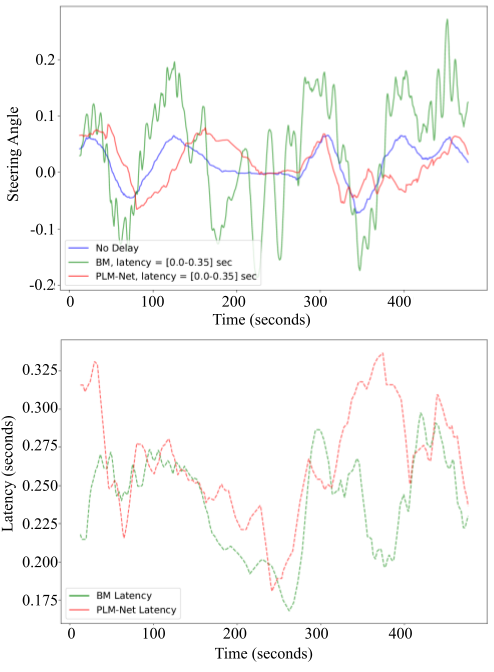 0.2
0.1
0.0
-0.1
-0.2
Steering Angle
No Delay
BM, latency = [0.0-0.35] sec
PLM-Net, latency = [0.0-0.35] sec
0 100 200 300 400
Time (seconds)
0.325
0.300
0.275
0.250
0.225
0.200
0.175
Latency (seconds)
BM Latency
PLM-Net Latency
0 100 200 300 400
Time (seconds)